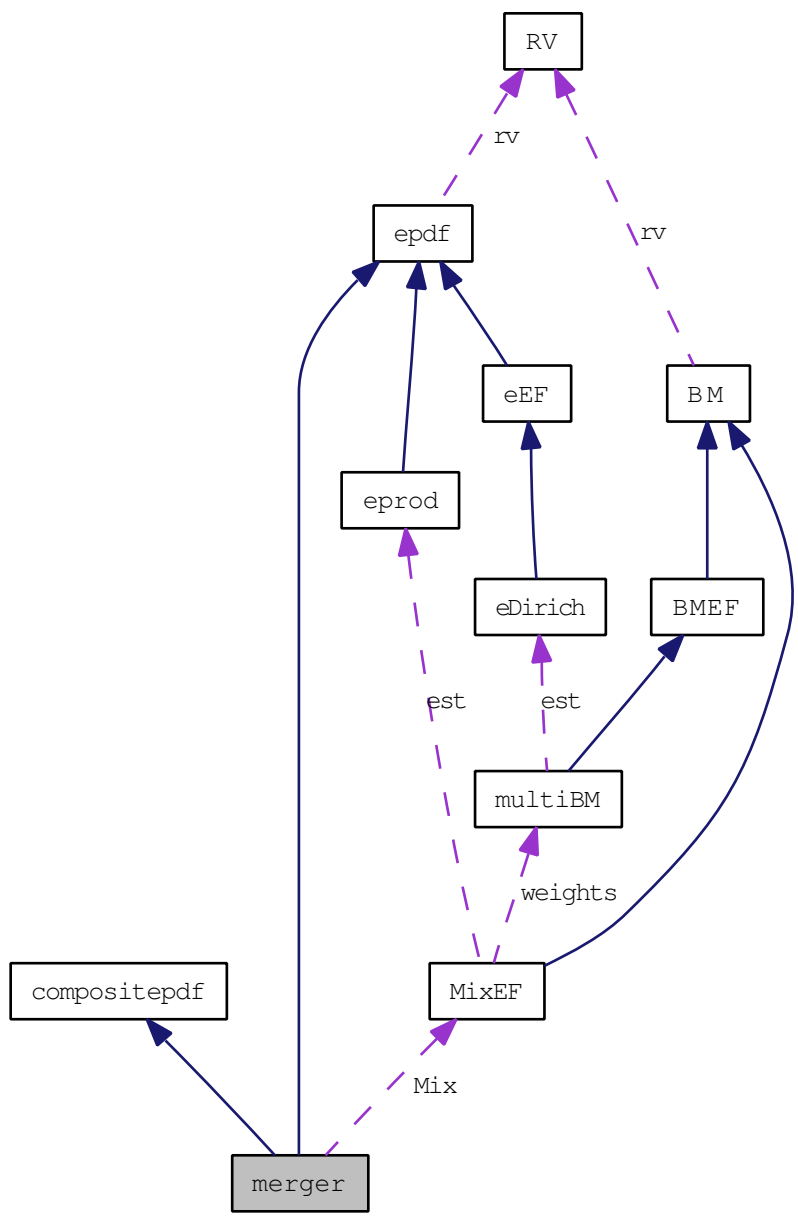 RV
rv
epdf
rv
eEF
BM
eprod
eDirich
BMEF
est
est
multiBM
weights
compositepdf
MixEF
Mix
merger